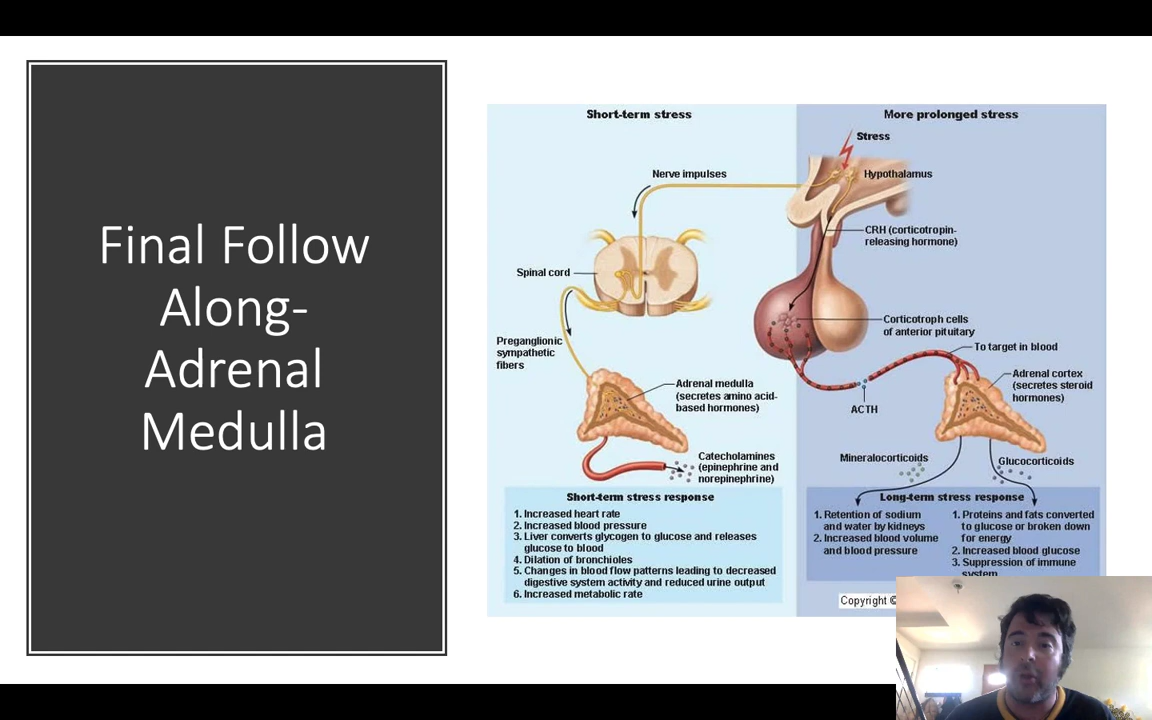 Final Follow
Along-
Adrenal
Medulla
Short-term stress
More prolonged stress
Stress
Nerve impulses
Hypothalamus
CRH (corticotropin-
releasing hormone)
Spinal cord
Corticotroph cells
of anterior pituitary
Preganglionic
sympathetic
fibers
To target in blood
Adrenal medulla
(secretes amino acid-
based hormones)
Adrenal cortex
(secretes steroid
hormones)
ACTH
Catecholamines
(epinephrine and
norepinephrine)
Mineralocorticoids
Glucocorticoids
Short-term stress response
1. Increased heart rate
2. Increased blood pressure
3. Liver converts glycogen to glucose and releases
glucose to blood
4. Dilation of bronchioles
5. Changes in blood flow patterns leading to decreased
digestive system activity and reduced urine output
6. Increased metabolic rate
Long-term stress response
1. Retention of sodium
and water by kidneys
2. Increased blood volume
and blood pressure
1. Proteins and fats converted
to glucose or broken down
for energy
2. Increased blood glucose
3. Suppression of immune
system
Copyright ©